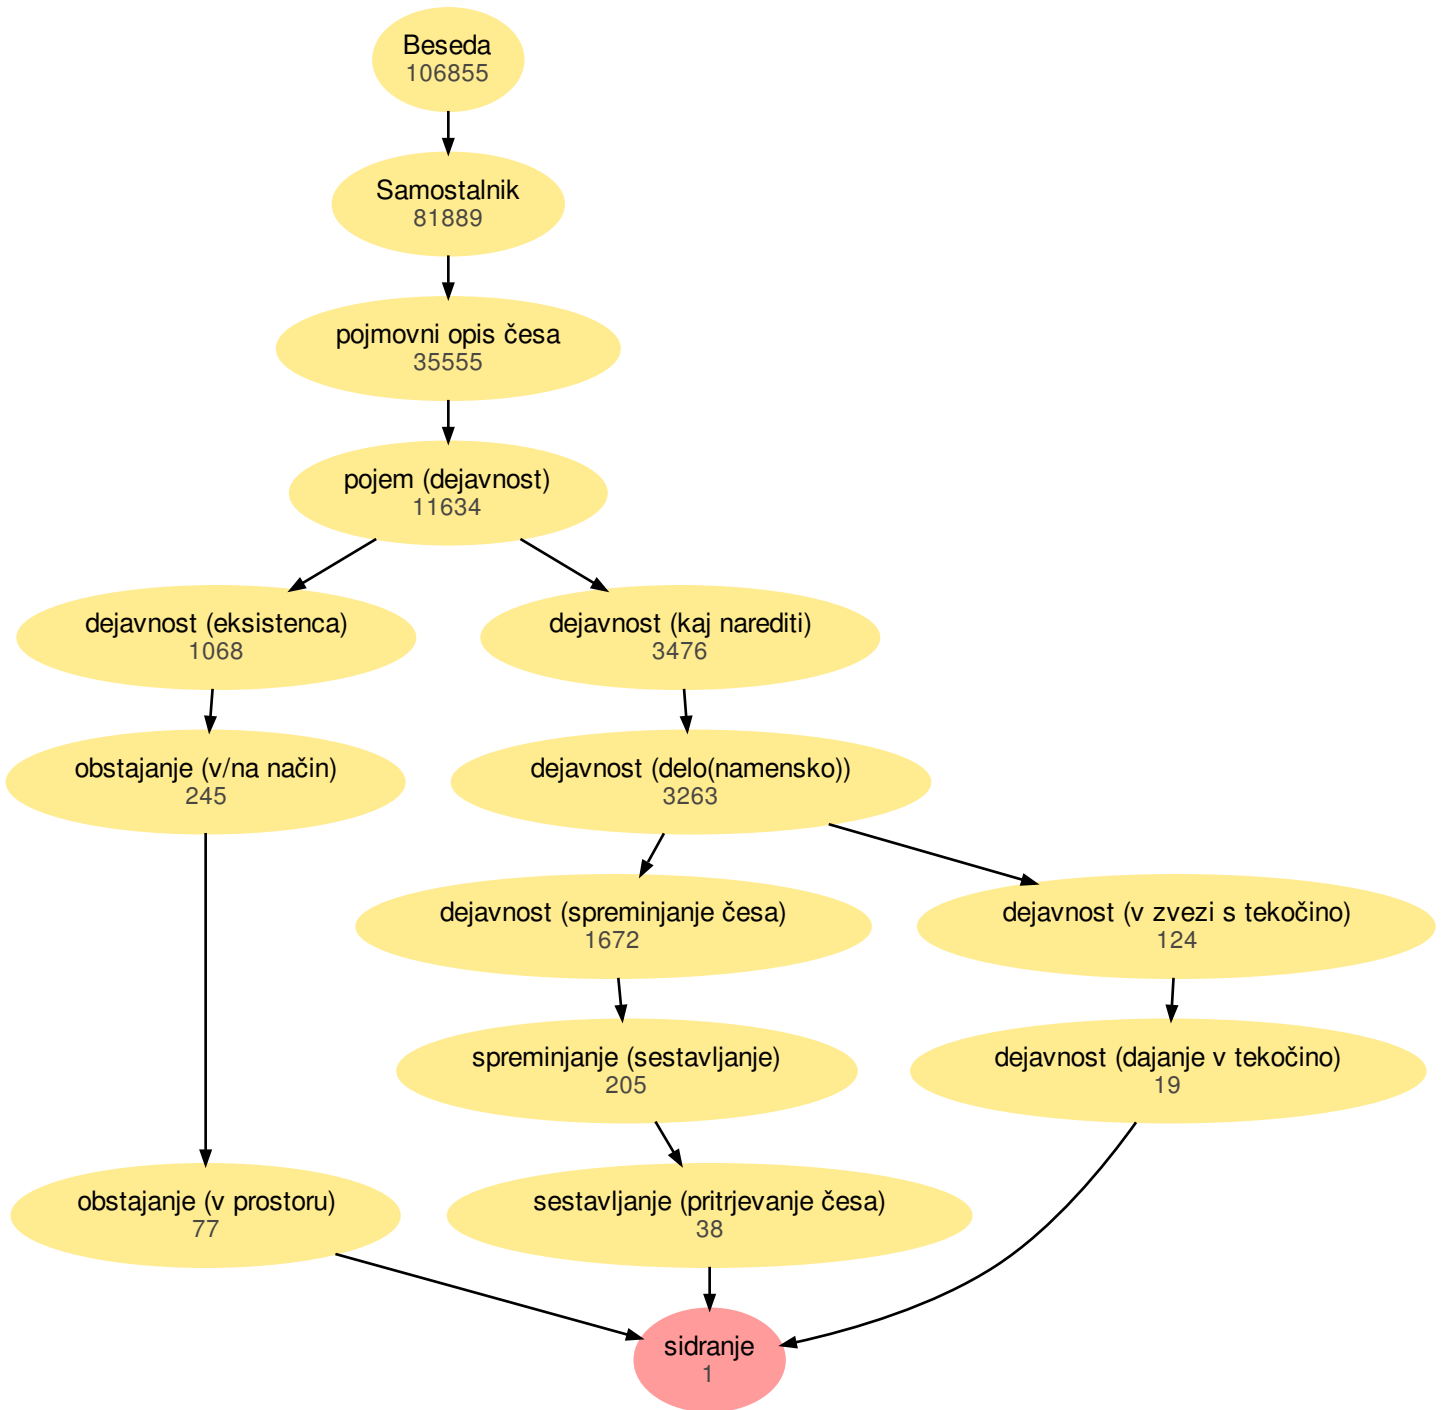 Beseda
106855
Samostalnik
81889
pojmovni opis česa
35555
pojem (dejavnost)
11634
dejavnost (eksistenca)
1068
dejavnost (kaj narediti)
3476
obstajanje (v/na način)
245
dejavnost (delo(namensko))
3263
dejavnost (spreminjanje česa)
1672
dejavnost (v zvezi s tekočino)
124
spreminjanje (sestavljanje)
205
dejavnost (dajanje v tekočino)
19
obstajanje (v prostoru)
77
sestavljanje (pritrjevanje česa)
38
sidranje
1